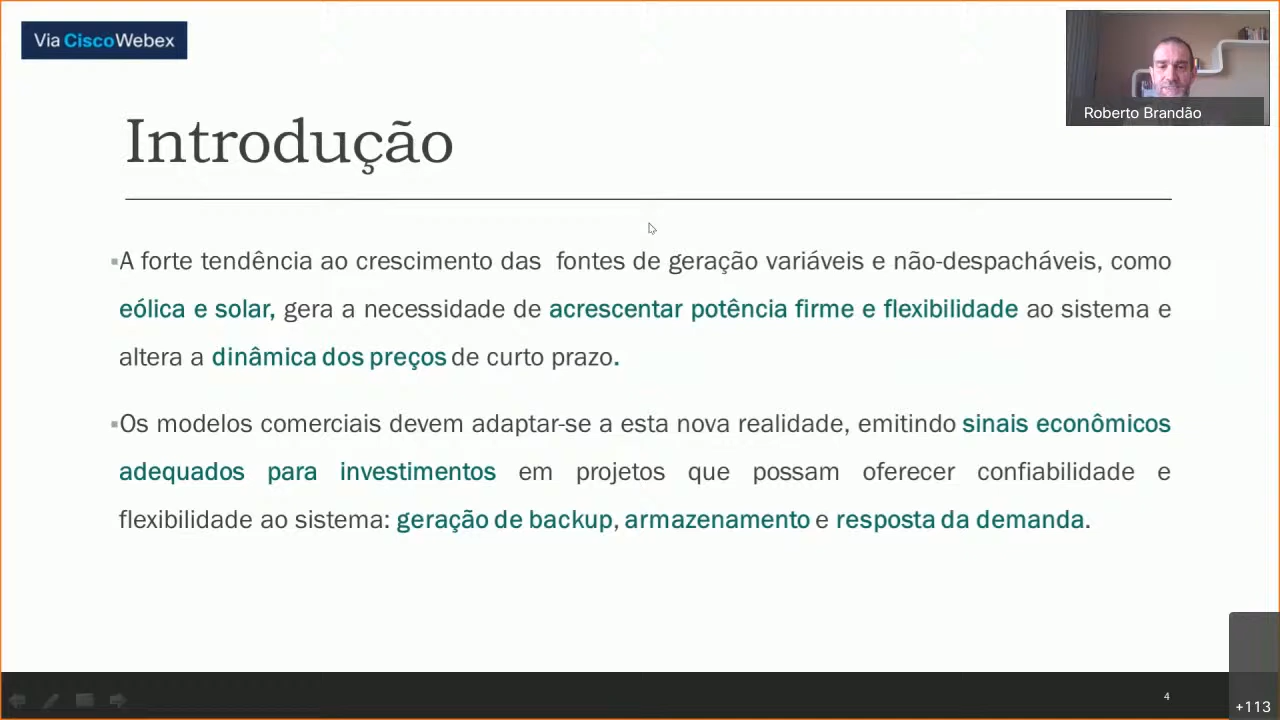 Via CiscoWebex
Roberto Brandão
Introdução
▪A forte tendência ao crescimento das fontes de geração variáveis e não-despacháveis, como
eólica e solar, gera a necessidade de acrescentar potência firme e flexibilidade ao sistema e
altera a dinâmica dos preços de curto prazo.
▪Os modelos comerciais devem adaptar-se a esta nova realidade, emitindo sinais econômicos
adequados para investimentos em projetos que possam oferecer confiabilidade e
flexibilidade ao sistema: geração de backup, armazenamento e resposta da demanda.
4
+113